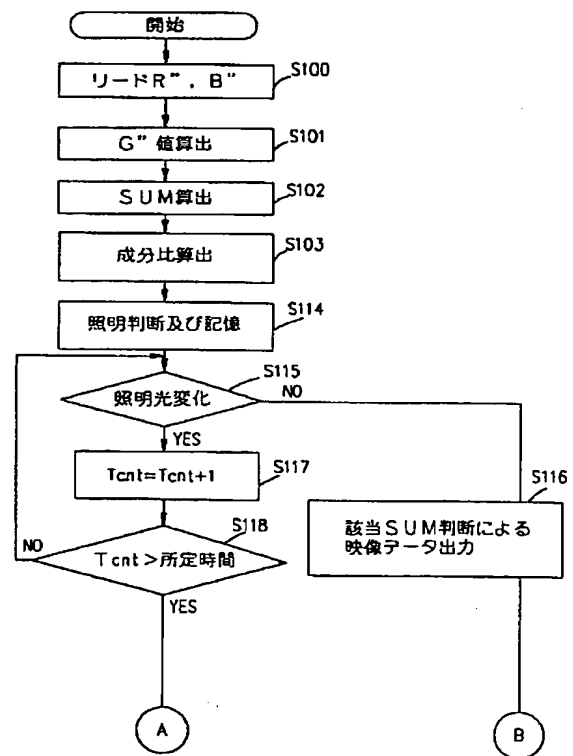 開始
リードR"，B"
S100
G"値算出
S101
SUM算出
S102
成分比算出
S103
照明判断及び記憶
S114
照明光変化
S115
NO
YES
Tcnt=Tcnt+1
S117
S116
該当SUM判断による
映像データ出力
S118
NO
Tcnt>所定時間
YES
A
B